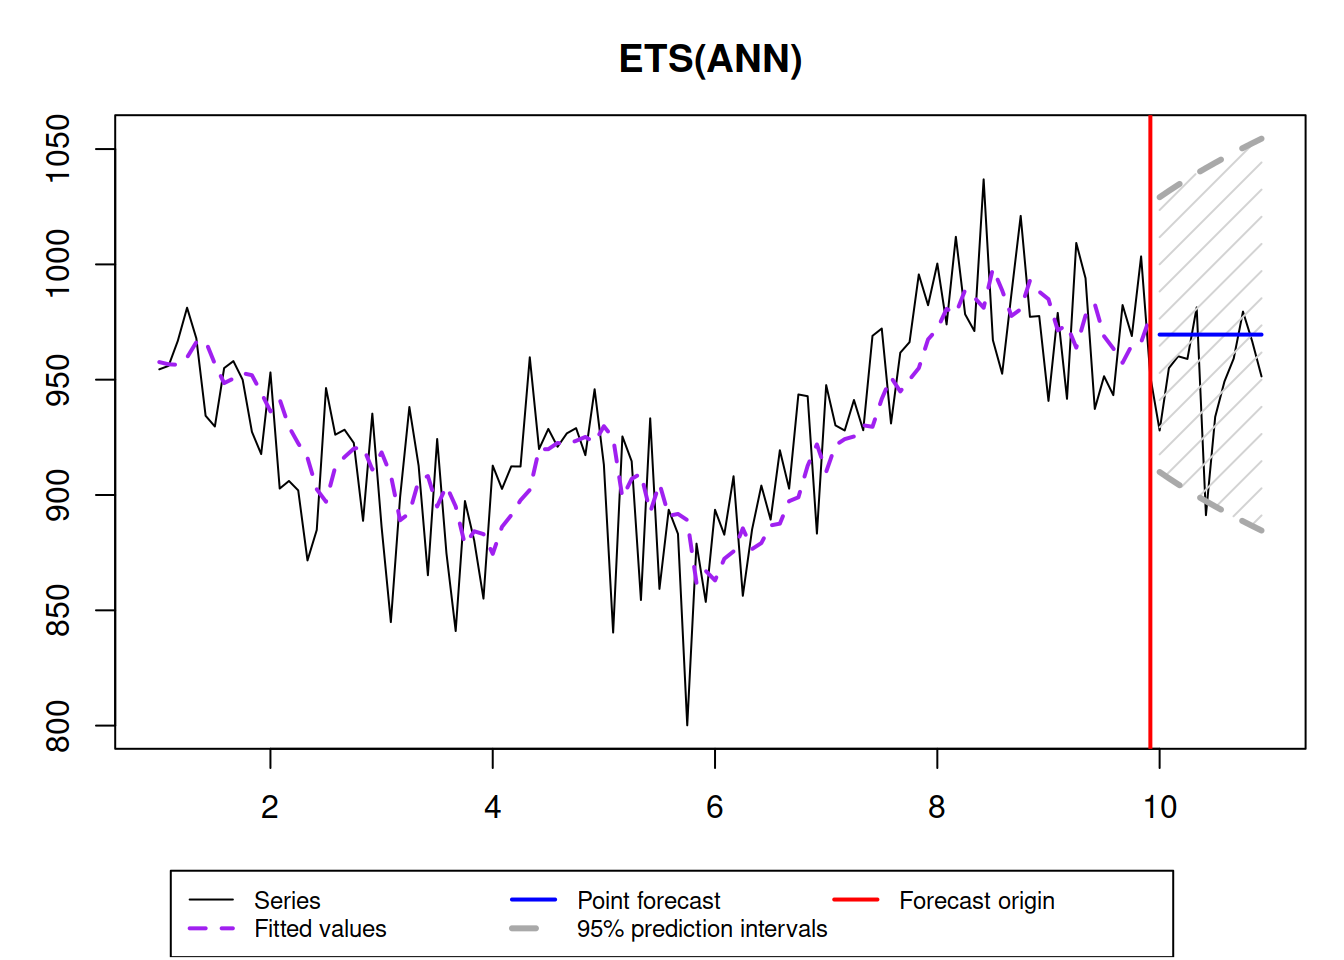 ETS(ANN)
1050
1000
950
900
850
800
2 4 6 8 10
Series Point forecast Forecast origin
Fitted values 95% prediction intervals